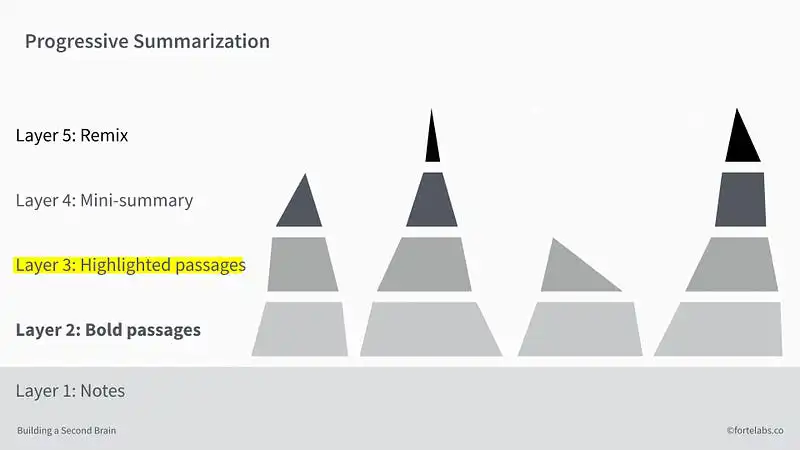 Progressive Summarization
Layer 5: Remix
Layer 4: Mini-summary
Layer 3: Highlighted passages
Layer 2: Bold passages
Layer 1: Notes
Building a Second Brain
©fortelabs.co